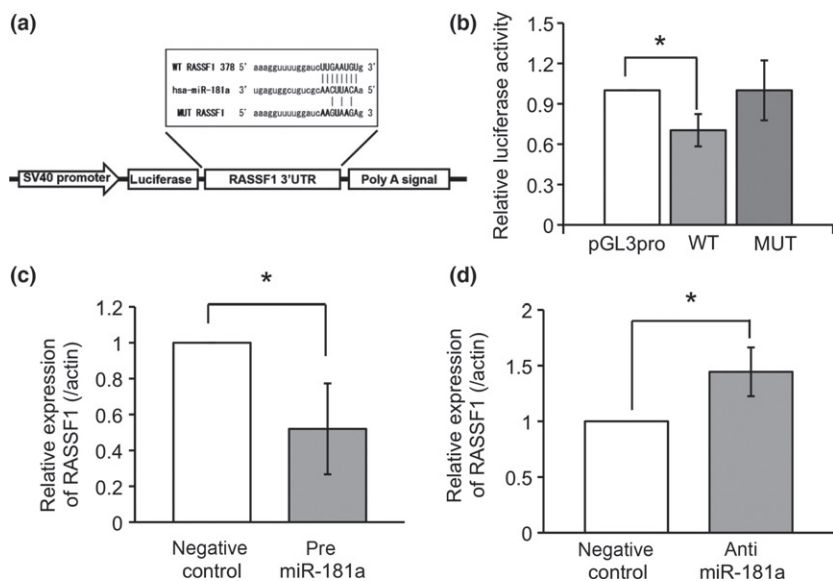 (a)
WT RASSF1 378 5' aaagguuuuggaucUUGAAUGUg 3'
hsa-miR-181a 3' ugaguggcugucgcAACUUACAa 5'
MUT RASSF1 5' aaagguuuuggaucAAGUAAGAg 3
SV40 promoter Luciferase RASSF1 3'UTR Poly A signal
(b)
Relative luciferase activity
1.5
1.2
0.9
0.6
0.3
0
*
pGL3pro WT MUT
(c)
Relative expression
of RASSF1 (/actin)
1.2
1
0.8
0.6
0.4
0.2
0
*
Negative
control
Pre
miR-181a
(d)
Relative expression
of RASSF1 (/actin)
2
1.5
1
0.5
0
*
Negative
control
Anti
miR-181a